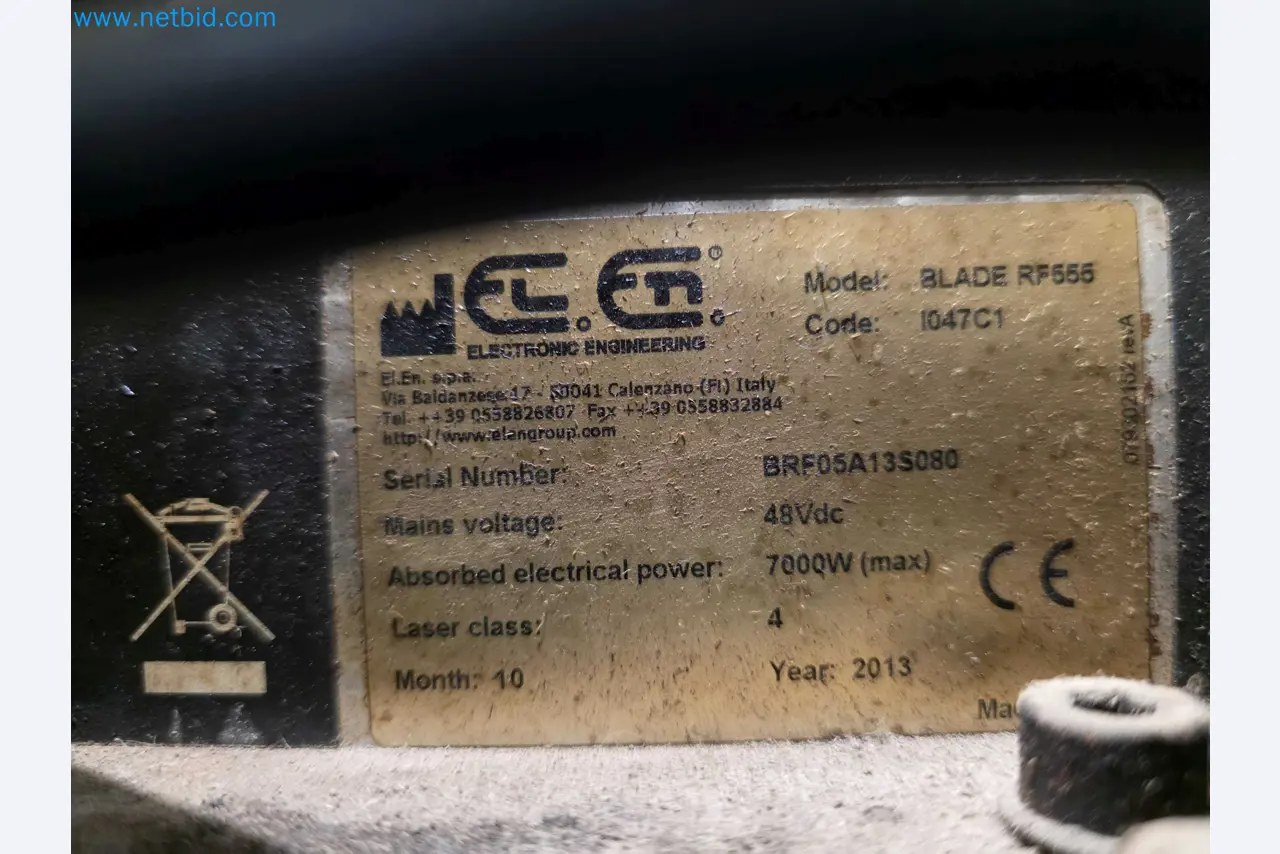 www.netbid.com
EL.En.®
ELECTRONIC ENGINEERING
El.En. s.p.a.
Via Baldanzese 17 - 50041 Calenzano (FI) Italy
Tel. ++39 0558826807 Fax ++39 0558832884
http://www.elengroup.com
Model: BLADE RF555
Code: I047C1
Serial Number: BRF05A13S080
Mains voltage: 48Vdc
Absorbed electrical power: 7000W (max)
CE
Laser class: 4
Month: 10 Year: 2013